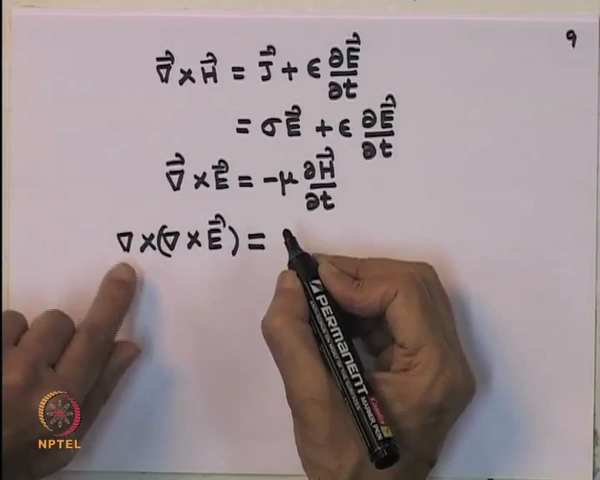 9
∇⃗ × H⃗ = J⃗ + ϵ ∂E⃗/∂t
= σE⃗ + ϵ ∂E⃗/∂t
∇⃗ × E⃗ = -μ ∂H⃗/∂t
∇ × (∇ × E⃗) =
PERMANENT
NPTEL